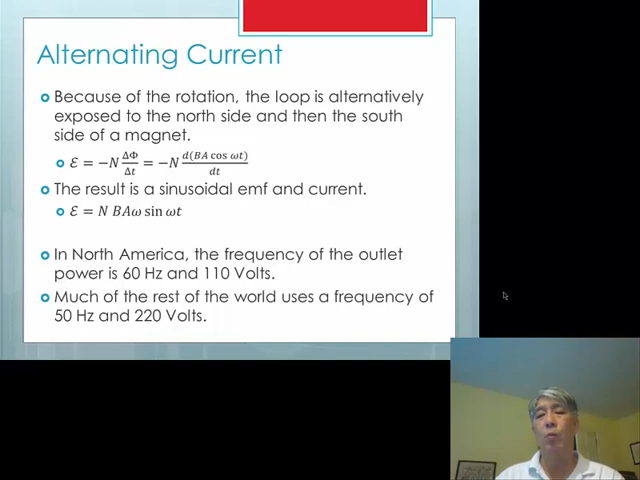 Alternating Current
Because of the rotation, the loop is alternatively
exposed to the north side and then the south
side of a magnet.
ℰ = −N ΔΦ/Δt = −N d(BA cos ωt)/dt
The result is a sinusoidal emf and current.
ℰ = N BAω sin ωt
In North America, the frequency of the outlet
power is 60 Hz and 110 Volts.
Much of the rest of the world uses a frequency of
50 Hz and 220 Volts.